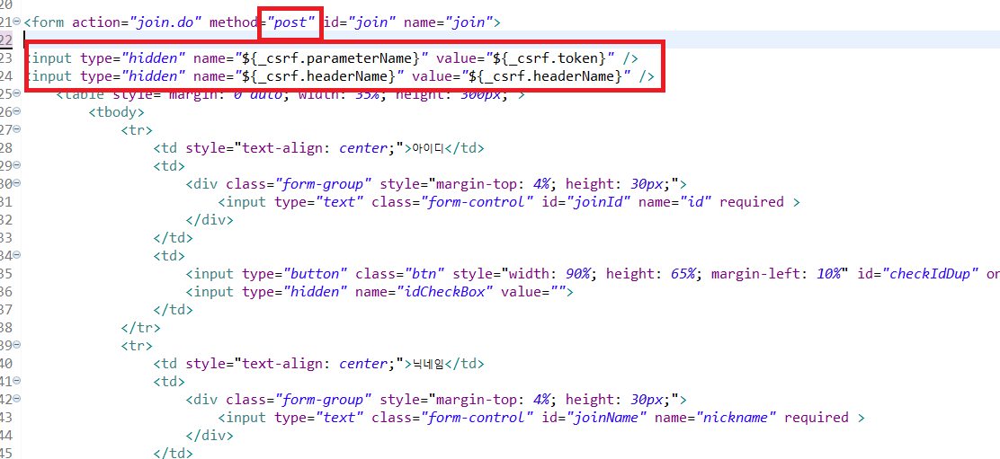 20
21 <form action="join.do" method="post" id="join" name="join">
22
23 <input type="hidden" name="${_csrf.parameterName}" value="${_csrf.token}" />
24 <input type="hidden" name="${_csrf.headerName}" value="${_csrf.headerName}" />
25 <table style="margin: 0 auto; width: 35%; height: 300px;">
26 <tbody>
27 <tr>
28 <td style="text-align: center;">아이디</td>
29 <td>
30 <div class="form-group" style="margin-top: 4%; height: 30px;">
31 <input type="text" class="form-control" id="joinId" name="id" required >
32 </div>
33 </td>
34 <td>
35 <input type="button" class="btn" style="width: 90%; height: 65%; margin-left: 10%" id="checkIdDup" on
36 <input type="hidden" name="idCheckBox" value="">
37 </td>
38 </tr>
39 <tr>
40 <td style="text-align: center;">닉네임</td>
41 <td>
42 <div class="form-group" style="margin-top: 4%; height: 30px;">
43 <input type="text" class="form-control" id="joinName" name="nickname" required >
44 </div>
45 </td>